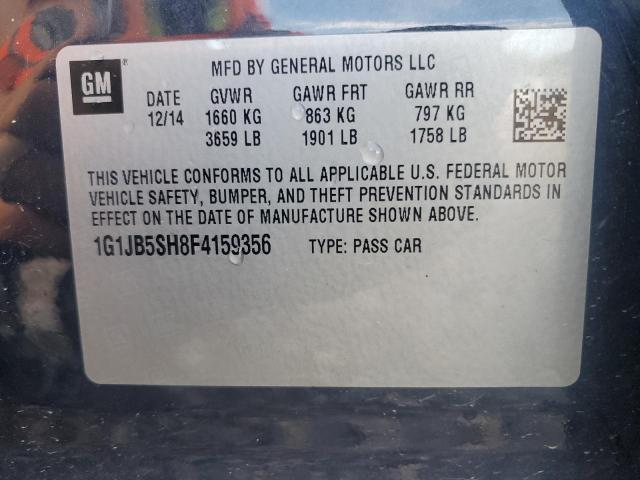 GM
MFD BY GENERAL MOTORS LLC
DATE GVWR GAWR FRT GAWR RR
12/14 1660 KG 863 KG 797 KG
3659 LB 1901 LB 1758 LB
THIS VEHICLE CONFORMS TO ALL APPLICABLE U.S. FEDERAL MOTOR
VEHICLE SAFETY, BUMPER, AND THEFT PREVENTION STANDARDS IN
EFFECT ON THE DATE OF MANUFACTURE SHOWN ABOVE.
1G1JB5SH8F4159356 TYPE: PASS CAR